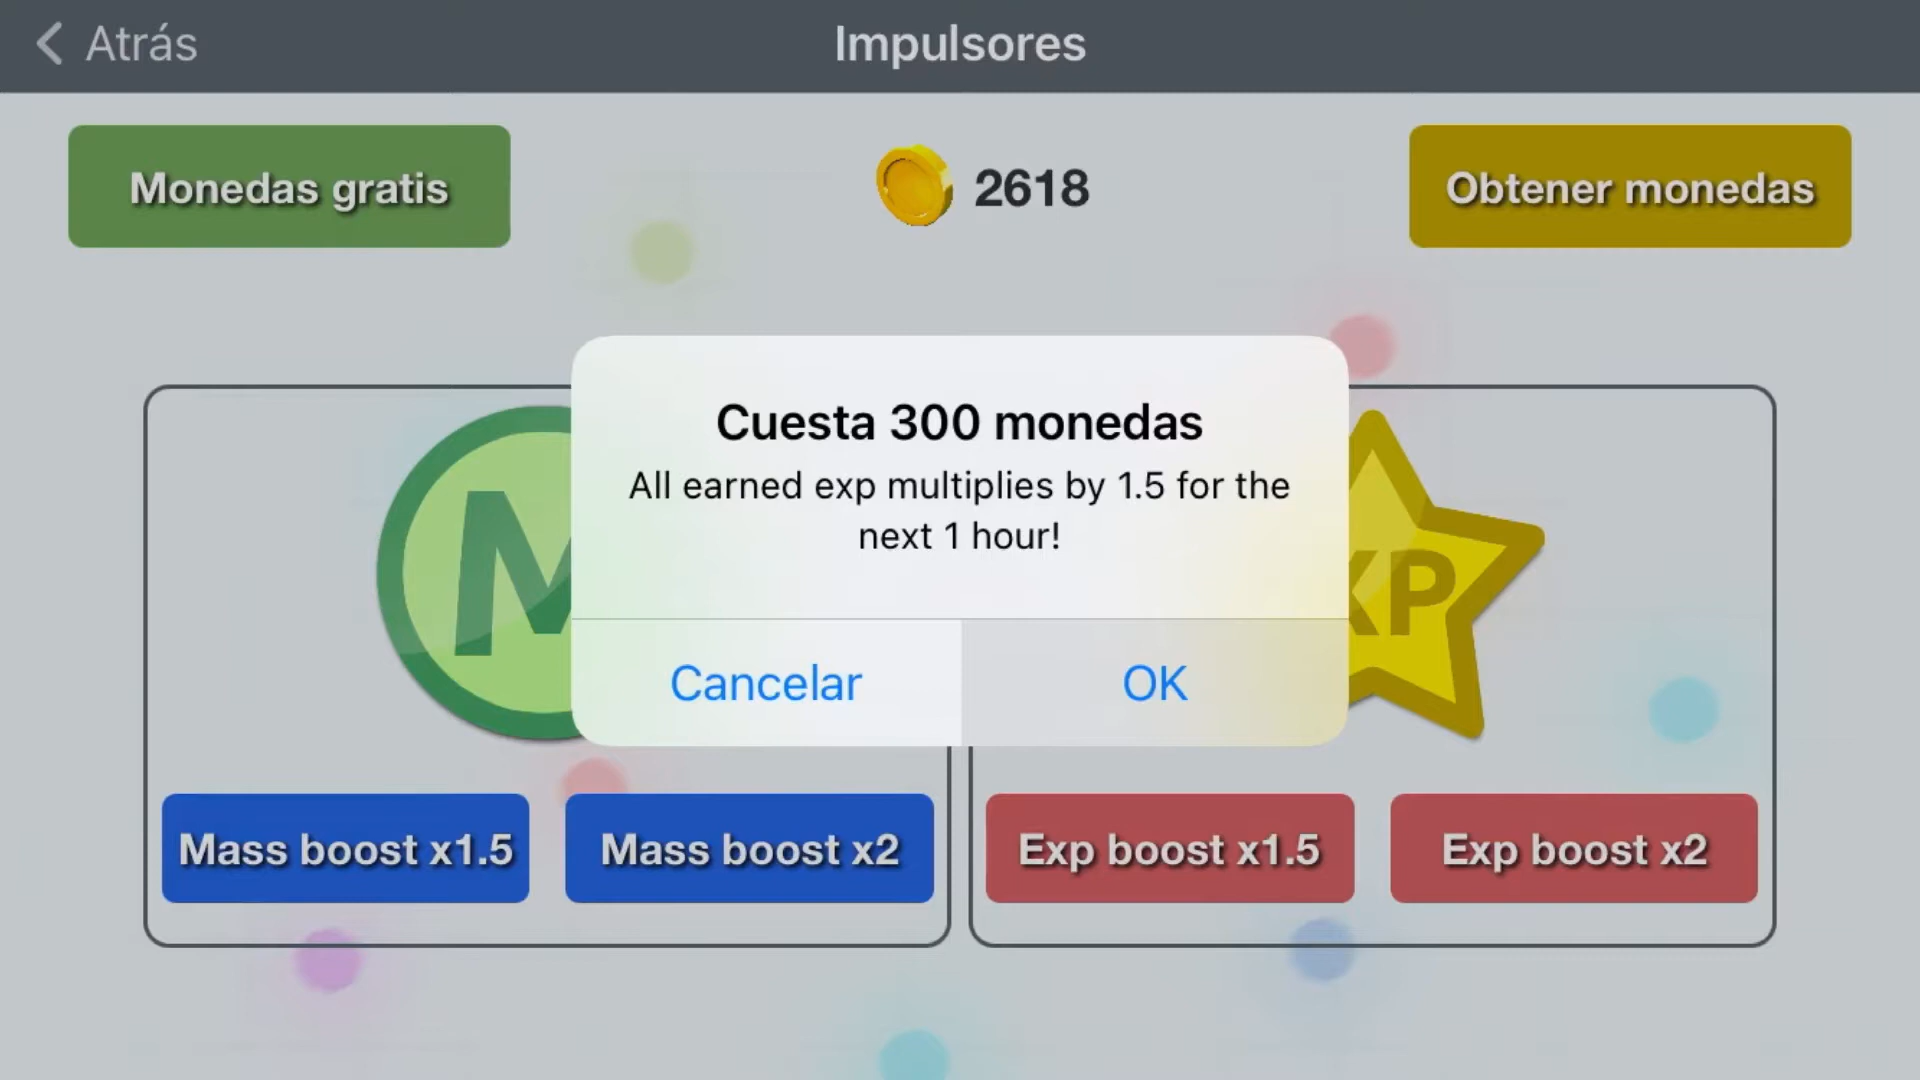 Atrás
Impulsores
Monedas gratis
2618
Obtener monedas
Cuesta 300 monedas
All earned exp multiplies by 1.5 for the
next 1 hour!
M
XP
Cancelar
OK
Mass boost x1.5
Mass boost x2
Exp boost x1.5
Exp boost x2